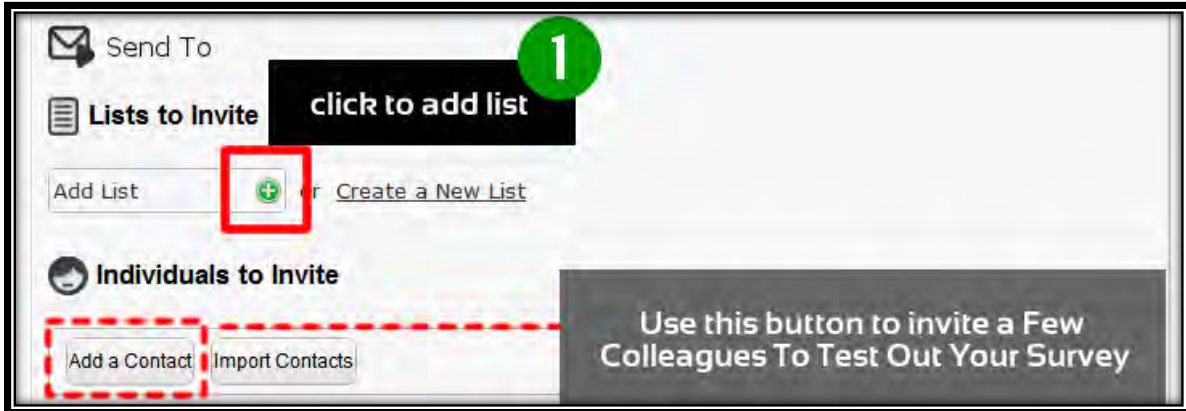 Send To
1
click to add list
Lists to Invite
Add List
r Create a New List
Individuals to Invite
Use this button to invite a Few
Colleagues To Test Out Your Survey
Add a Contact Import Contacts